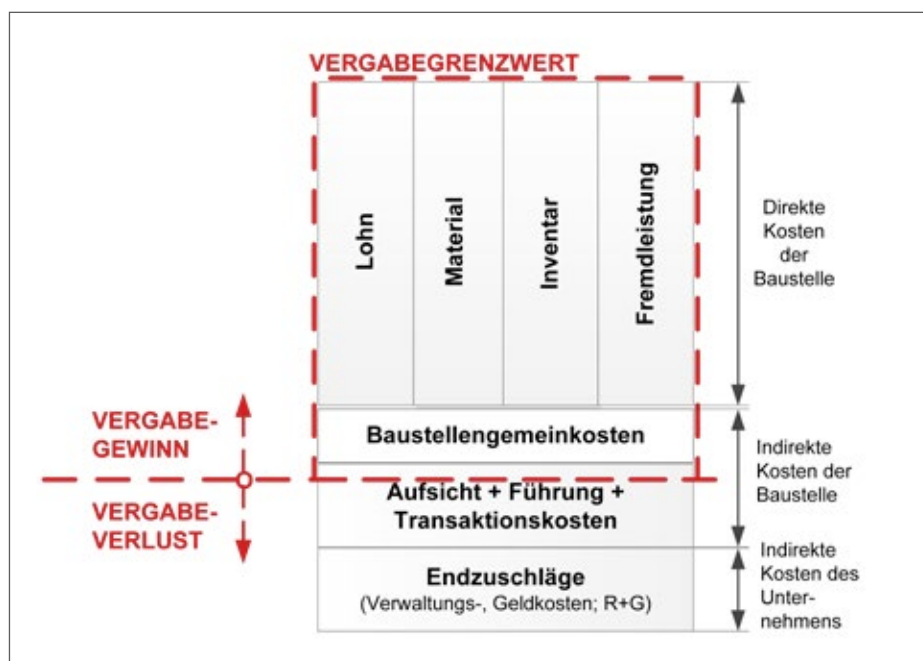 VERGABEGRENZWERT
Lohn
Material
Inventar
Fremdleistung
Direkte
Kosten
der
Baustelle
VERGABE-
GEWINN
VERGABE-
VERLUST
Baustellengemeinkosten
Aufsicht + Führung +
Transaktionskosten
Indirekte
Kosten der
Baustelle
Endzuschläge
(Verwaltungs-, Geldkosten; R+G)
Indirekte
Kosten des
Unter-
nehmens